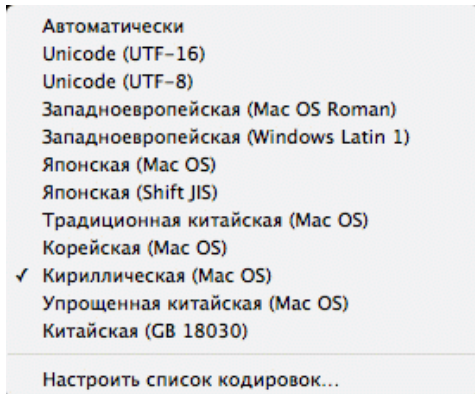 Автоматически
Unicode (UTF-16)
Unicode (UTF-8)
Западноевропейская (Mac OS Roman)
Западноевропейская (Windows Latin 1)
Японская (Mac OS)
Японская (Shift JIS)
Традиционная китайская (Mac OS)
Корейская (Mac OS)
✓ Кириллическая (Mac OS)
Упрощенная китайская (Mac OS)
Китайская (GB 18030)
Настроить список кодировок...